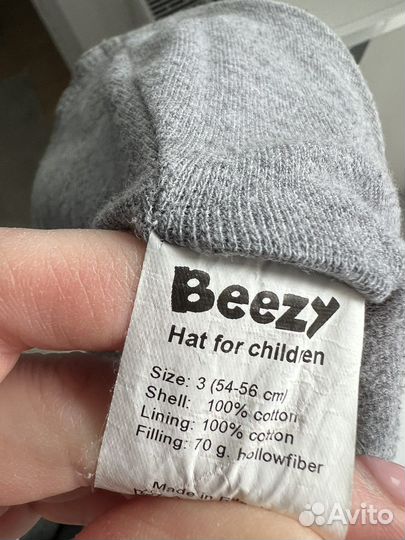 Beezy
Hat for children
Size: 3 (54-56 cm)
Shell: 100% cotton
Lining: 100% cotton
Filling: 70 g. hollowfiber
Made in
Avito